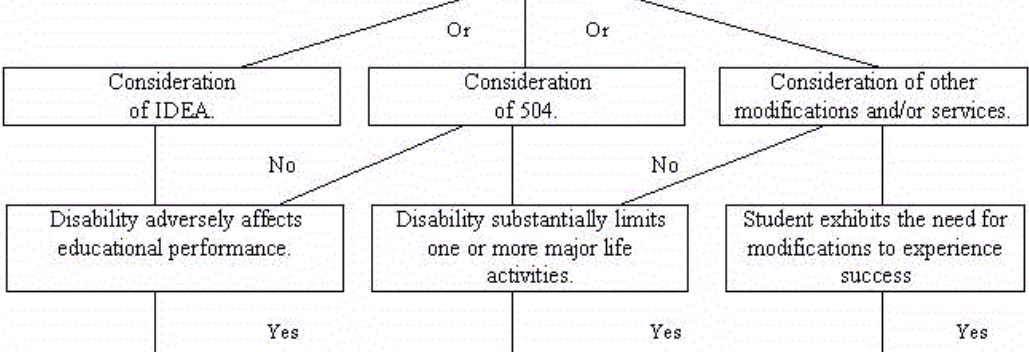 Or
Or
Consideration
of IDEA.
Consideration
of 504.
Consideration of other
modifications and/or services.
No
No
Disability adversely affects
educational performance.
Disability substantially limits
one or more major life
activities.
Student exhibits the need for
modifications to experience
success
Yes
Yes
Yes